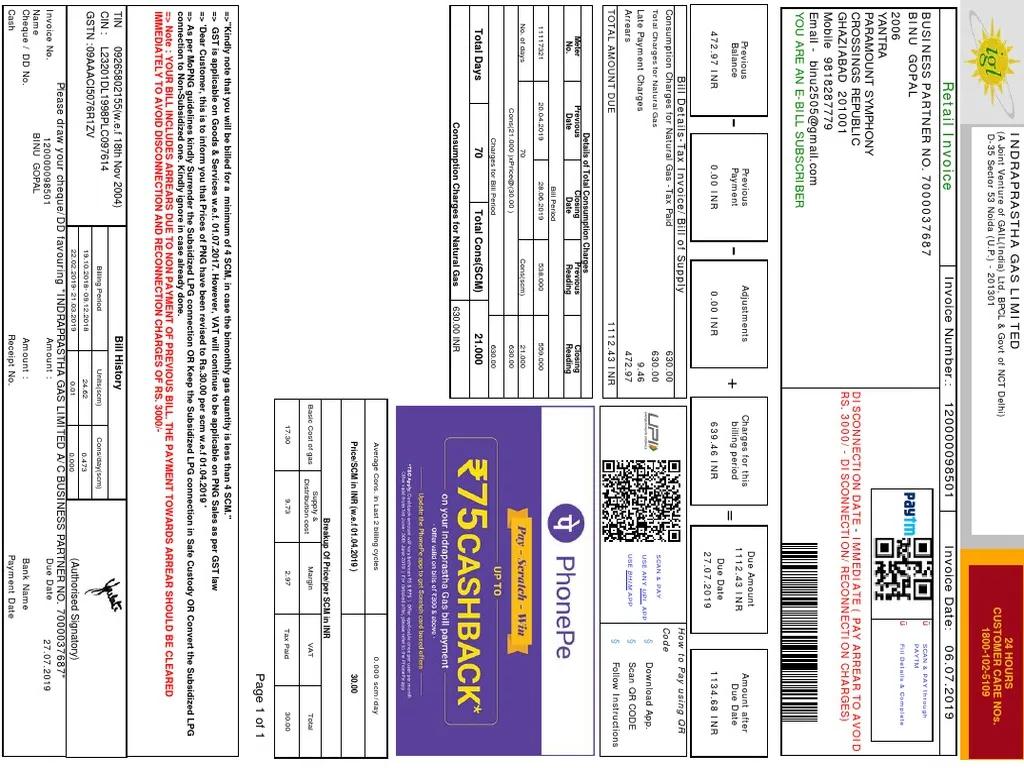 igl
INDRAPRASTHA GAS LIMITED
(A Joint Venture of GAIL(India) Ltd, BPCL & Govt of NCT Delhi)
D-35 Sector 53 Noida (U.P.) - 201301
24 HOURS
CUSTOMER CARE NOs.
1800-102-5109
Retail Invoice
Invoice Number.: 120000098501
Invoice Date: 06.07.2019
BUSINESS PARTNER NO. 7000037687
BINU GOPAL
2006
YANTRA
PARAMOUNT SYMPHONY
CROSSINGS REPUBLIC
GHAZIABAD 201001
Mobile 9818287779
Email - binu2505@gmail.com
YOU ARE AN E-BILL SUBSCRIBER
paytm
SCAN & PAY through
PAYTM
Fill Details & Complete
DISCONNECTION DATE - IMMEDIATE ( PAY ARREAR TO AVOID
RS. 3000/- DISCONNECTION/ RECONNECTION CHARGES)
Previous
Balance
472.97 INR
-
Previous
Payment
0.00 INR
-
Adjustments
0.00 INR
+
Charges for this
billing period
639.46 INR
=
Due Amount
1112.43 INR
Due Date
27.07.2019
Amount after
Due Date
1134.68 INR
Bill Details-Tax Invoice/ Bill of Supply
Consumption Charges for Natural Gas -Tax Paid 630.00
Total Charges for Natural Gas 630.00
Late Payment Charges 9.46
Arrears 472.97
TOTAL AMOUNT DUE 1112.43 INR
UPI
SCAN & PAY
USE ANY UPI APP
USE BHIM APP
How to Pay using QR
Code
§ Download App.
§ Scan QR CODE
§ Follow Instructions
Details of Total Consumption Charges
Meter No. Previous Date Closing Date Previous Reading Closing Reading
11117321 20.04.2019 28.06.2019 538.000 559.000
Bill Period
No. of days 70 Cons(scm) 21.000
Cons(21.000 )xPrice@(30.00 ) 630.00
Charges for Bill Period 630.00
Total Days 70 Total Cons(SCM) 21.000
Consumption Charges for Natural Gas 630.00 INR
PhonePe
Pay - Scratch - Win
UP TO
₹75CASHBACK*
on your Indraprastha Gas bill payment
Offer valid on bills of ₹300 & above
Update the PhonePe app to get Scratch card based offers
Average Cons. in Last 2 billing cycles 0.000 scm/day
Price/SCM in INR (w.e.f 01.04.2019 ) 30.00
Breakup Of Price/per SCM in INR
Basic Cost of gas Supply & Distribution cost Margin VAT Total
17.30 9.73 2.97 Tax Paid 30.00
Page 1 of 1
=>"Kindly note that you will be billed for a minimum of 4 SCM, in case the bimonthly gas quantity is less than 4 SCM."
=> GST is applicable on Goods & Services w.e.f. 01.07.2017. However, VAT will continue to be applicable on PNG Sales as per GST law
=> 'Dear Customer, this is to inform you that Prices of PNG have been revised to Rs.30.00 per scm w.e.f 01.04.2019 '
=> As per MoPNG guidelines kindly Surrender the Subsidized LPG connection OR Keep the Subsidized LPG connection in Safe Custody OR Convert the Subsidized LPG
connection to Non-Subsidized one. Kindly ignore in case already done.
=> Note : YOUR BILL INCLUDES ARREARS DUE TO NON PAYMENT OF PREVIOUS BILL. THE PAYMENT TOWARDS ARREAR SHOULD BE CLEARED
IMMEDIATELY TO AVOID DISCONNECTION AND RECONNECTION CHARGES OF RS. 3000/-
TIN 09265802155(w.e.f 18th Nov 2004)
CIN : L23201DL1998PLC097614
GSTN :09AAACI5076R1ZV
Bill History
Billing Period Units(scm) Cons/day(scm)
19.10.2018-09.12.2018 24.62 0.473
22.02.2019-21.03.2019 0.01 0.000
(Authorised Signatory)
Please draw your cheque/DD favouring "INDRAPRASTHA GAS LIMITED A/C BUSINESS PARTNER NO. 7000037687"
Invoice No. 120000098501 Amount : Due Date 27.07.2019
Name BINU GOPAL
Cheque / DD No. Amount : Bank Name
Cash Receipt No. Payment Date